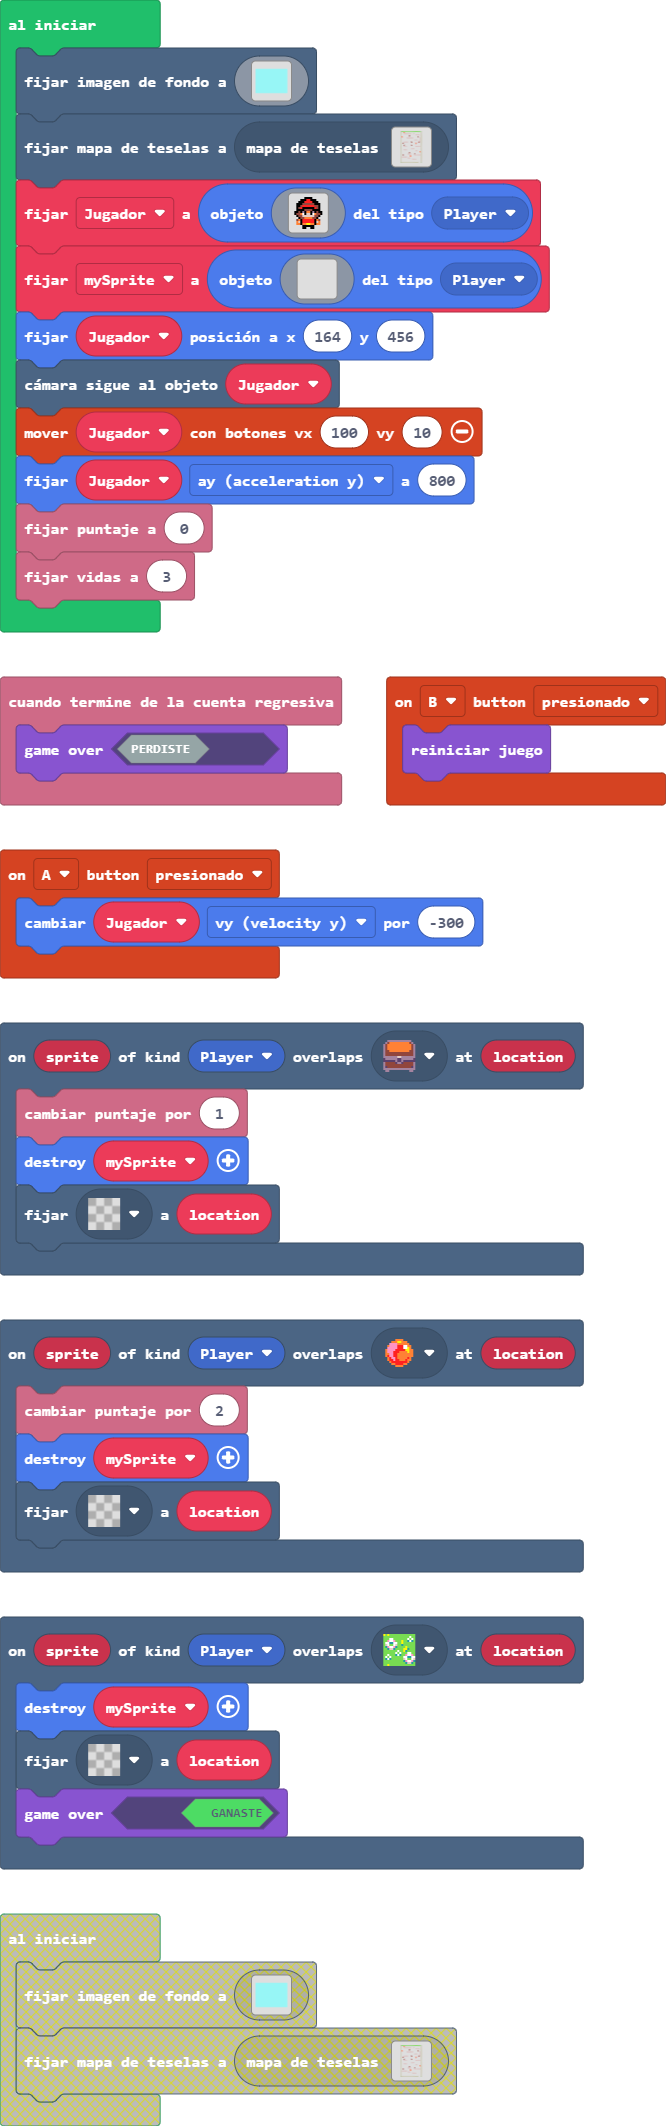 al iniciar
fijar imagen de fondo a
fijar mapa de teselas a mapa de teselas
fijar Jugador a objeto del tipo Player
fijar mySprite a objeto del tipo Player
fijar Jugador posición a x 164 y 456
cámara sigue al objeto Jugador
mover Jugador con botones vx 100 vy 10
fijar Jugador ay (acceleration y) a 800
fijar puntaje a 0
fijar vidas a 3
cuando termine de la cuenta regresiva
game over PERDISTE
on B button presionado
reiniciar juego
on A button presionado
cambiar Jugador vy (velocity y) por -300
on sprite of kind Player overlaps at location
cambiar puntaje por 1
destroy mySprite
fijar a location
on sprite of kind Player overlaps at location
cambiar puntaje por 2
destroy mySprite
fijar a location
on sprite of kind Player overlaps at location
destroy mySprite
fijar a location
game over GANASTE
al iniciar
fijar imagen de fondo a
fijar mapa de teselas a mapa de teselas